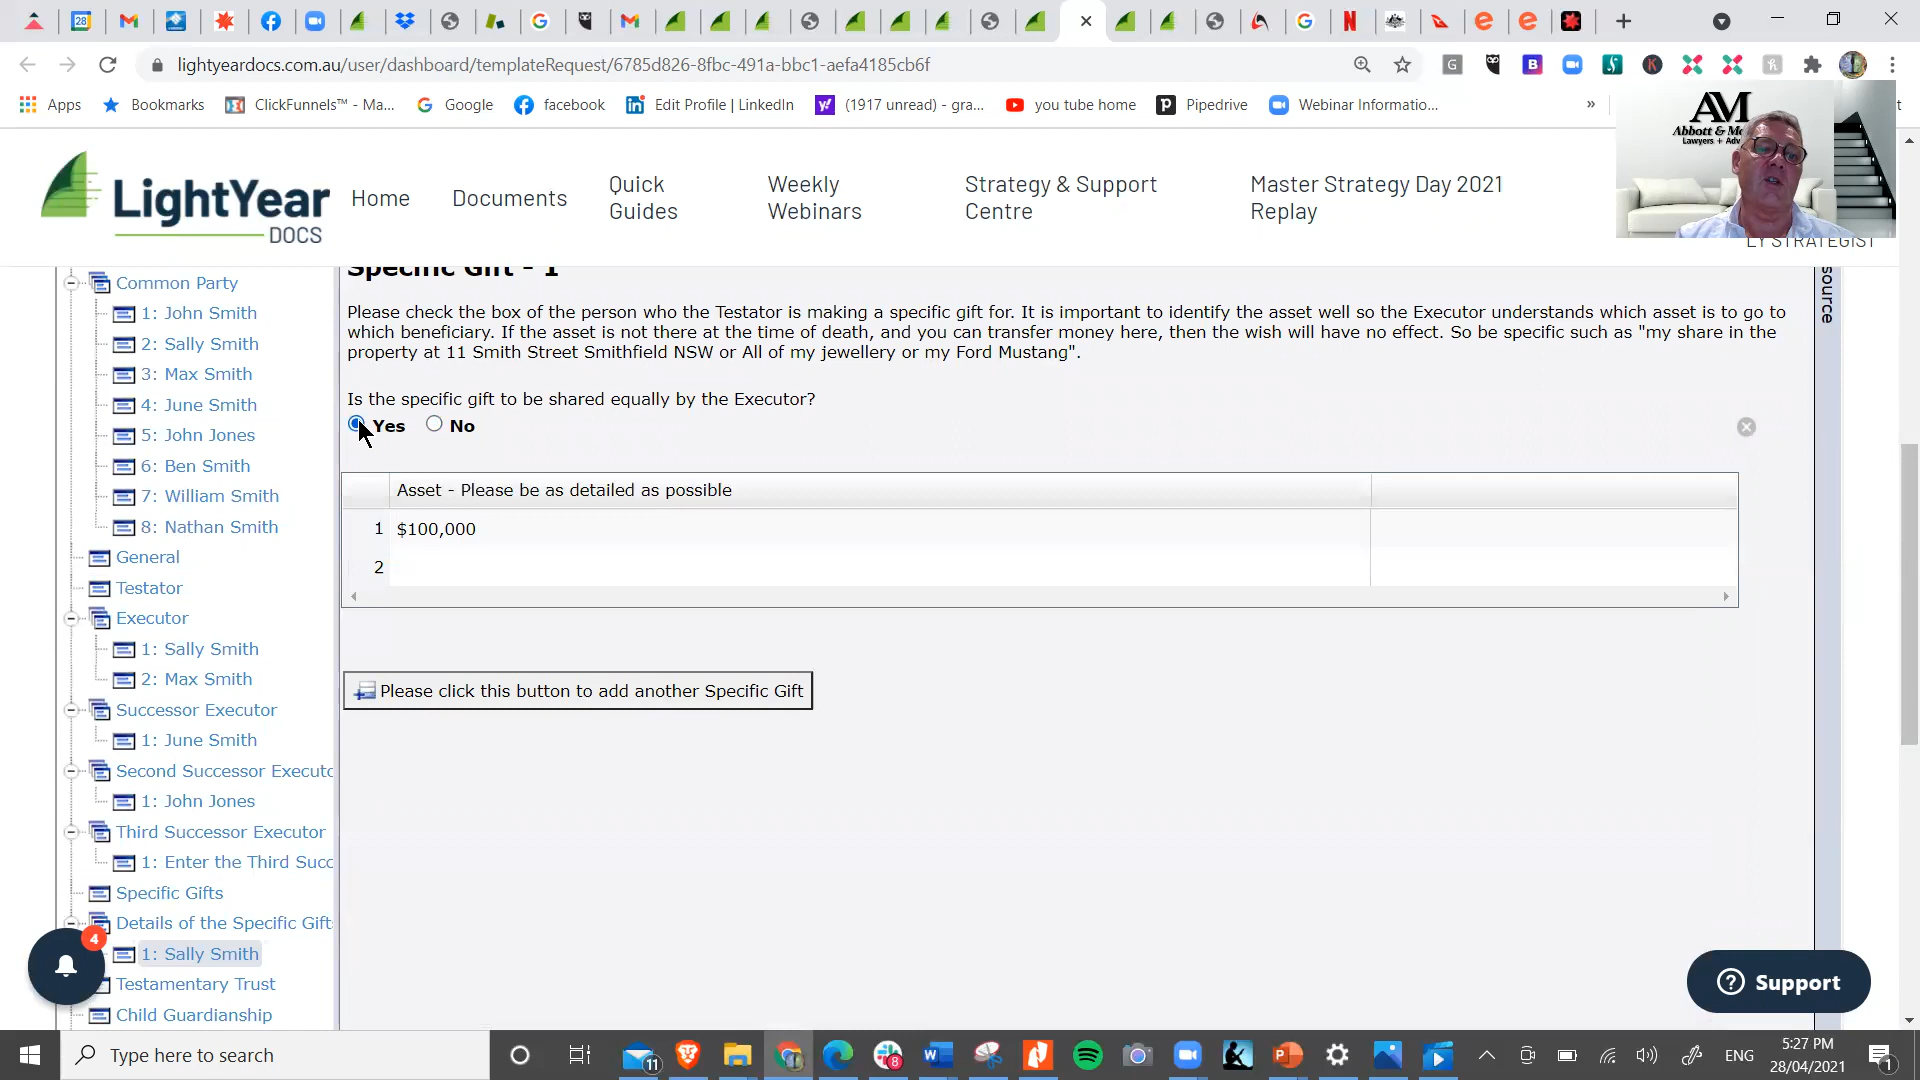 28
lightyeardocs.com.au/user/dashboard/templateRequest/6785d826-8fbc-491a-bbc1-aefa4185cb6f
Apps
Bookmarks
ClickFunnels™ - Ma...
Google
facebook
Edit Profile | LinkedIn
(1917 unread) - gra...
you tube home
Pipedrive
Webinar Informatio...
»
AM
LightYear
DOCS
Home
Documents
Quick
Guides
Weekly
Webinars
Strategy & Support
Centre
Master Strategy Day 2021
Replay
LY STRATEGIST
Common Party
1: John Smith
2: Sally Smith
3: Max Smith
4: June Smith
5: John Jones
6: Ben Smith
7: William Smith
8: Nathan Smith
General
Testator
Executor
1: Sally Smith
2: Max Smith
Successor Executor
1: June Smith
Second Successor Executo
1: John Jones
Third Successor Executor
1: Enter the Third Succ
Specific Gifts
Details of the Specific Gift
1: Sally Smith
Testamentary Trust
Child Guardianship
4
Specific Gift - 1
Please check the box of the person who the Testator is making a specific gift for. It is important to identify the asset well so the Executor understands which asset is to go to
which beneficiary. If the asset is not there at the time of death, and you can transfer money here, then the wish will have no effect. So be specific such as "my share in the
property at 11 Smith Street Smithfield NSW or All of my jewellery or my Ford Mustang".
Is the specific gift to be shared equally by the Executor?
Yes
No
Asset - Please be as detailed as possible
1 $100,000
2
Please click this button to add another Specific Gift
source
Support
Type here to search
11
8
ENG
5:27 PM
28/04/2021
1